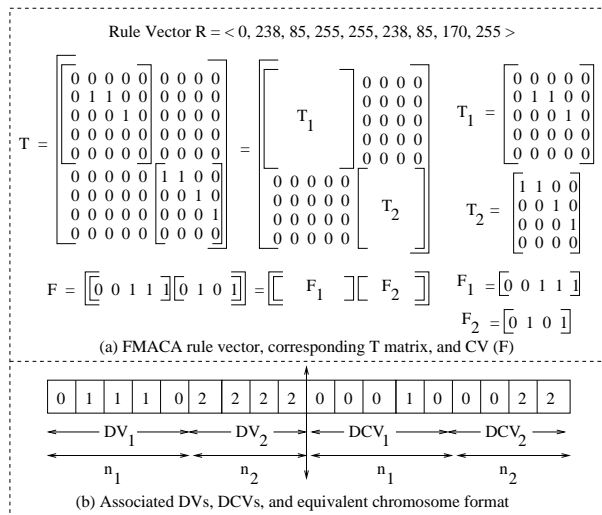 Rule Vector R = < 0, 238, 85, 255, 255, 238, 85, 170, 255 >
T =
0 0 0 0 0 0 0 0 0
0 1 1 0 0 0 0 0 0
0 0 0 1 0 0 0 0 0
0 0 0 0 0 0 0 0 0
0 0 0 0 0 0 0 0 0
0 0 0 0 0 1 1 0 0
0 0 0 0 0 0 0 1 0
0 0 0 0 0 0 0 0 1
0 0 0 0 0 0 0 0 0
=
T1
0 0 0 0
0 0 0 0
0 0 0 0
0 0 0 0
0 0 0 0
0 0 0 0 0
0 0 0 0 0
0 0 0 0 0
0 0 0 0 0
T2
T1 =
0 0 0 0 0
0 1 1 0 0
0 0 0 1 0
0 0 0 0 0
0 0 0 0 0
T2 =
1 1 0 0
0 0 1 0
0 0 0 1
0 0 0 0
F = [[0 0 1 1 1][0 1 0 1]] = [[ F1 ][ F2 ]]
F1 = [0 0 1 1 1]
F2 = [0 1 0 1]
(a) FMACA rule vector, corresponding T matrix, and CV (F)
0 1 1 1 0 2 2 2 2 0 0 0 1 0 0 0 2 2
DV1 DV2 DCV1 DCV2
n1 n2 n1 n2
(b) Associated DVs, DCVs, and equivalent chromosome format